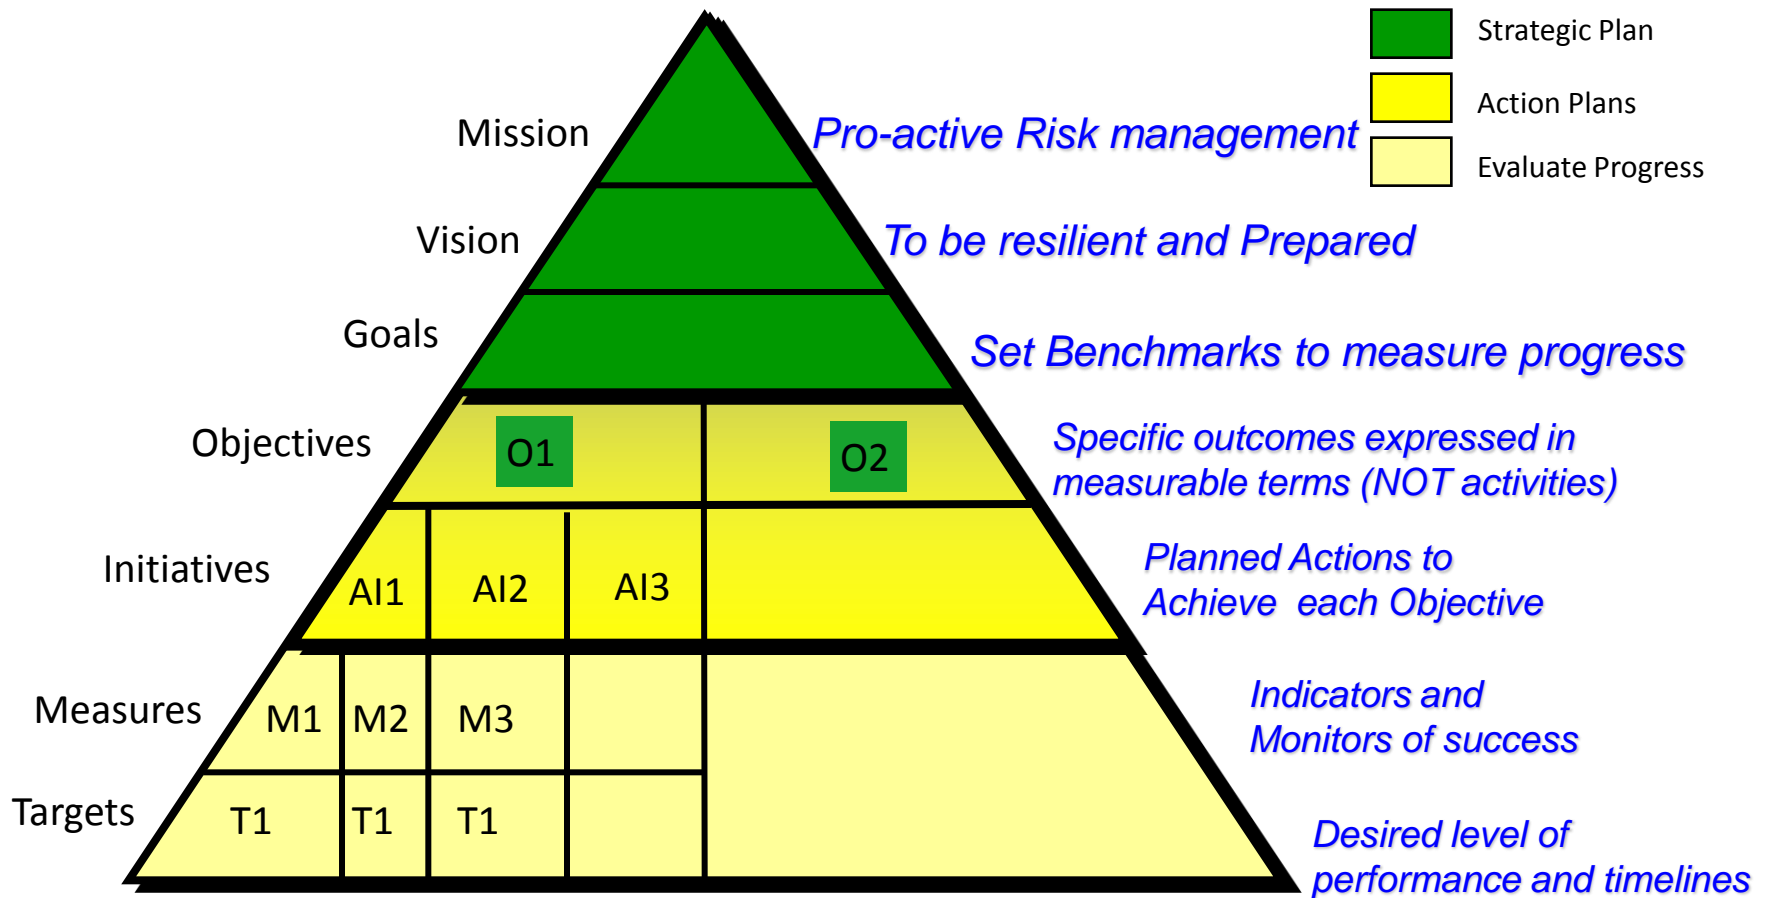 Strategic Plan
Action Plans
Evaluate Progress
Mission
Pro-active Risk management
Vision
To be resilient and Prepared
Goals
Set Benchmarks to measure progress
Objectives
O1
O2
Specific outcomes expressed in
measurable terms (NOT activities)
Initiatives
AI1
AI2
AI3
Planned Actions to
Achieve each Objective
Measures
M1
M2
M3
Indicators and
Monitors of success
Targets
T1
T1
T1
Desired level of
performance and timelines